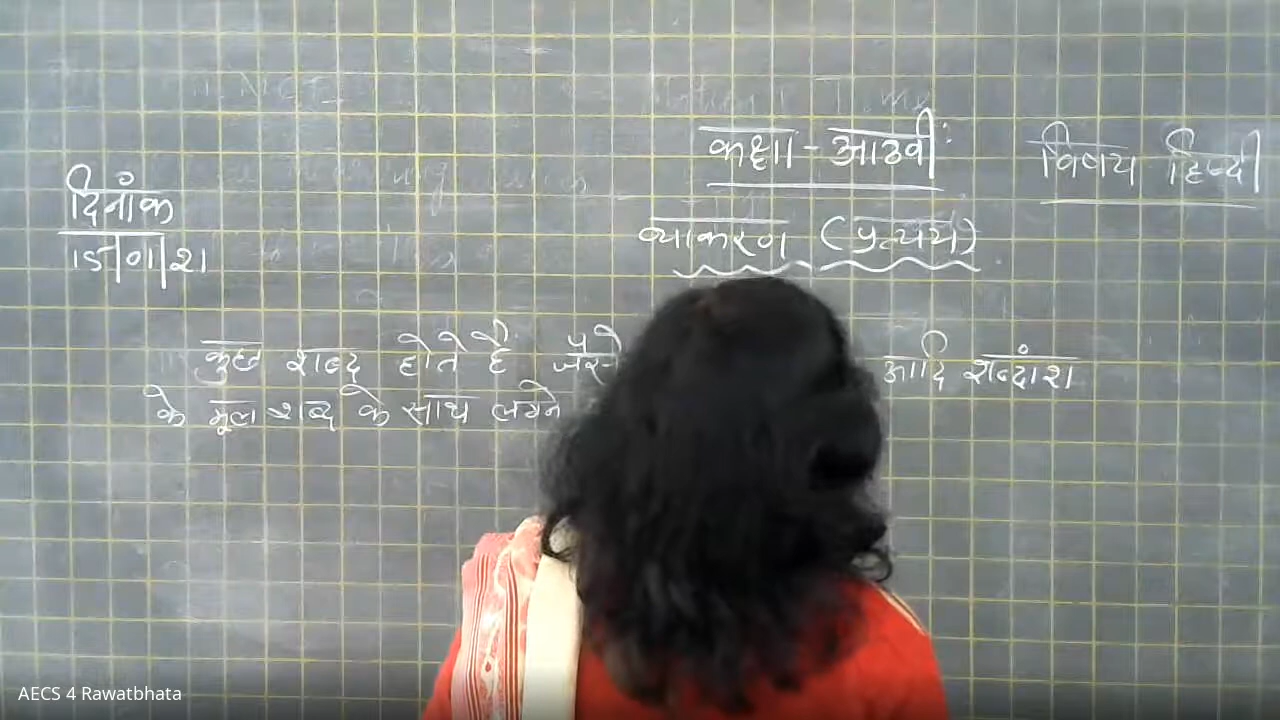 कक्षा - आठवीं
विषय हिन्दी
दिनांक
व्याकरण (प्रत्यय)
15/01/21
कुछ शब्द होते हैं जैसे आदि शब्दांश
के मूल शब्द के साथ लगने
AECS 4 Rawatbhata